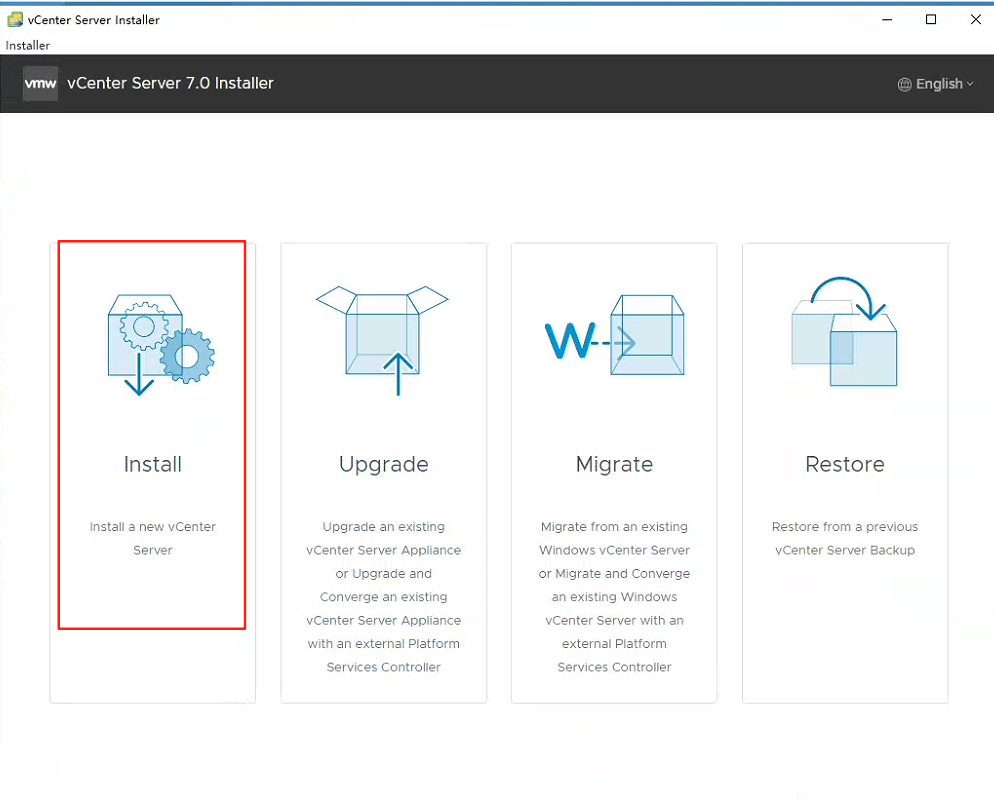 vCenter Server Installer
Installer
vmw vCenter Server 7.0 Installer
English
Install
Install a new vCenter
Server
Upgrade
Upgrade an existing
vCenter Server Appliance
or Upgrade and
Converge an existing
vCenter Server Appliance
with an external Platform
Services Controller
W
Migrate
Migrate from an existing
Windows vCenter Server
or Migrate and Converge
an existing Windows
vCenter Server with an
external Platform
Services Controller
Restore
Restore from a previous
vCenter Server Backup